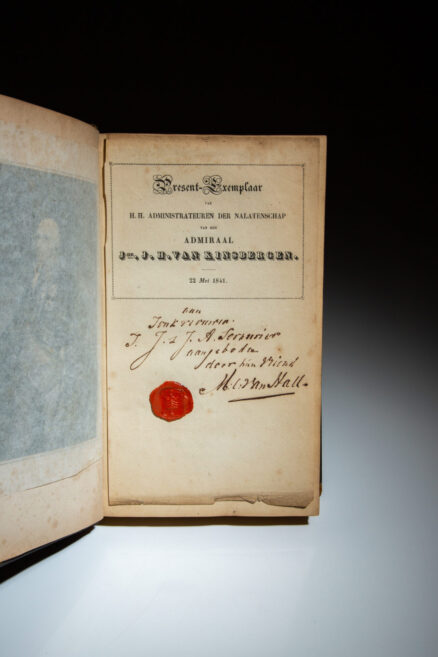 Present-Exemplaar
VAN
H. H. ADMINISTRATEUREN DER NALATENSCHAP
VAN DEN
ADMIRAAL
Jhr. J. H. VAN KINSBERGEN.
22 Mei 1841.
aan
J. & J. A. Serrurier
aangeboden
door hun Vriend
M. C. Van Hall.